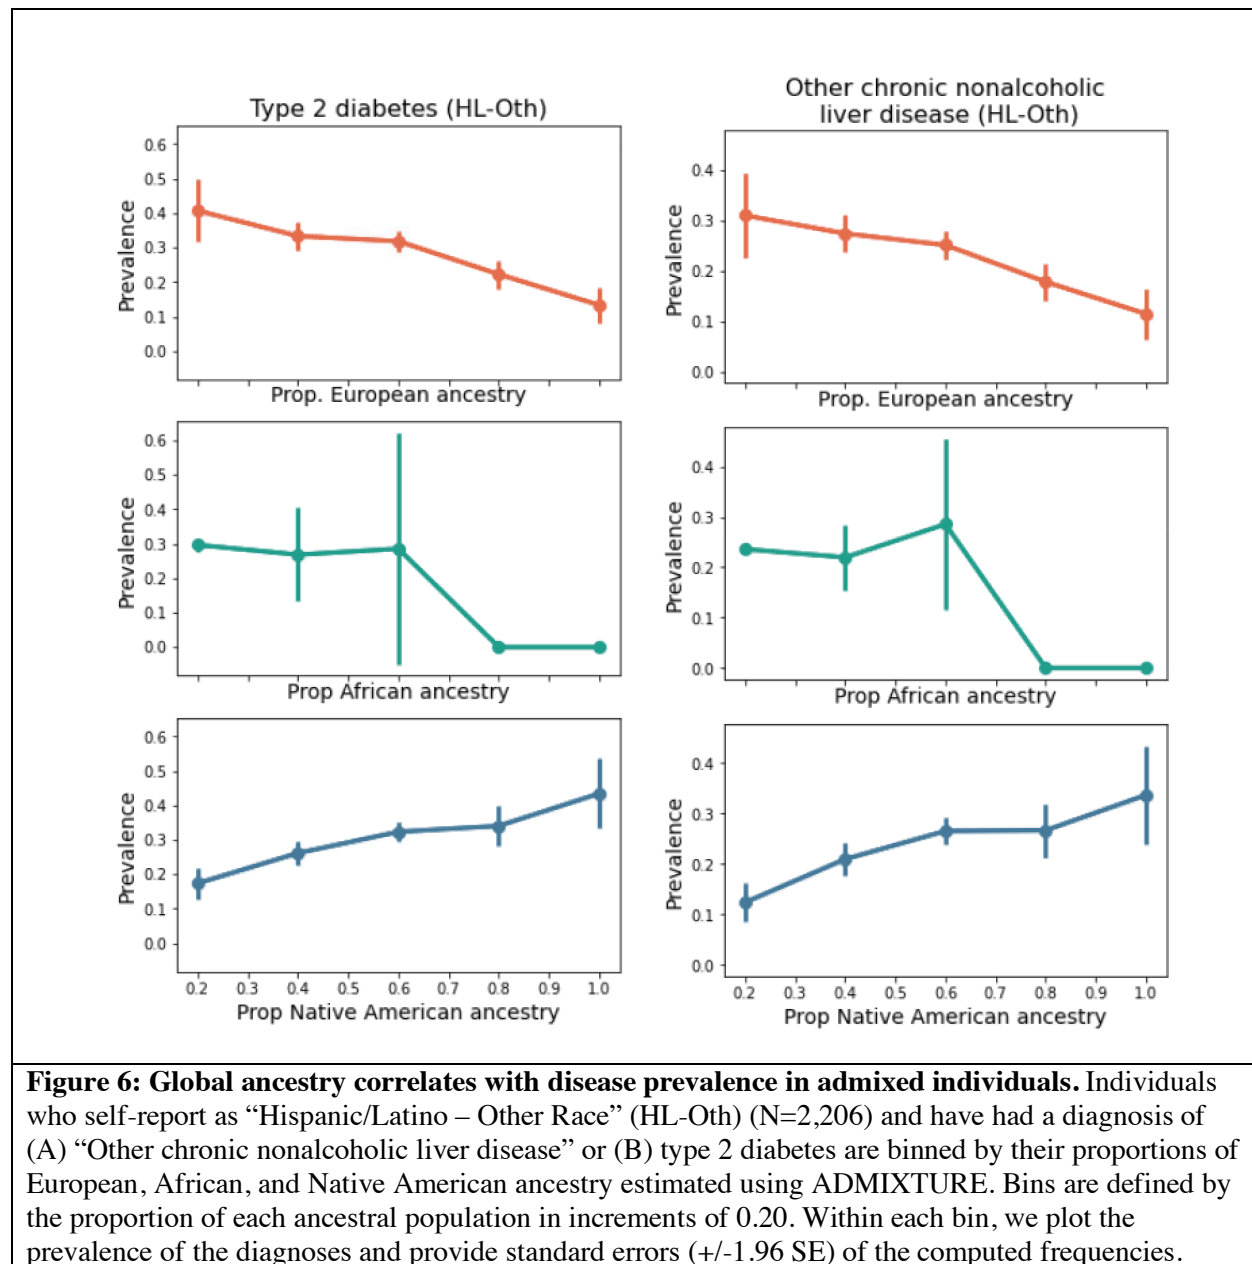 Type 2 diabetes (HL-Oth)
0.6
0.5
0.4
0.3
0.2
0.1
0.0
Prevalence
Prop. European ancestry
Other chronic nonalcoholic
liver disease (HL-Oth)
0.4
0.3
0.2
0.1
0.0
Prevalence
Prop. European ancestry
0.6
0.5
0.4
0.3
0.2
0.1
0.0
Prevalence
Prop African ancestry
0.4
0.3
0.2
0.1
0.0
Prevalence
Prop African ancestry
0.6
0.5
0.4
0.3
0.2
0.1
0.0
Prevalence
0.2 0.3 0.4 0.5 0.6 0.7 0.8 0.9 1.0
Prop Native American ancestry
0.4
0.3
0.2
0.1
0.0
Prevalence
0.2 0.3 0.4 0.5 0.6 0.7 0.8 0.9 1.0
Prop Native American ancestry
Figure 6: Global ancestry correlates with disease prevalence in admixed individuals. Individuals
who self-report as “Hispanic/Latino – Other Race” (HL-Oth) (N=2,206) and have had a diagnosis of
(A) “Other chronic nonalcoholic liver disease” or (B) type 2 diabetes are binned by their proportions of
European, African, and Native American ancestry estimated using ADMIXTURE. Bins are defined by
the proportion of each ancestral population in increments of 0.20. Within each bin, we plot the
prevalence of the diagnoses and provide standard errors (+/-1.96 SE) of the computed frequencies.